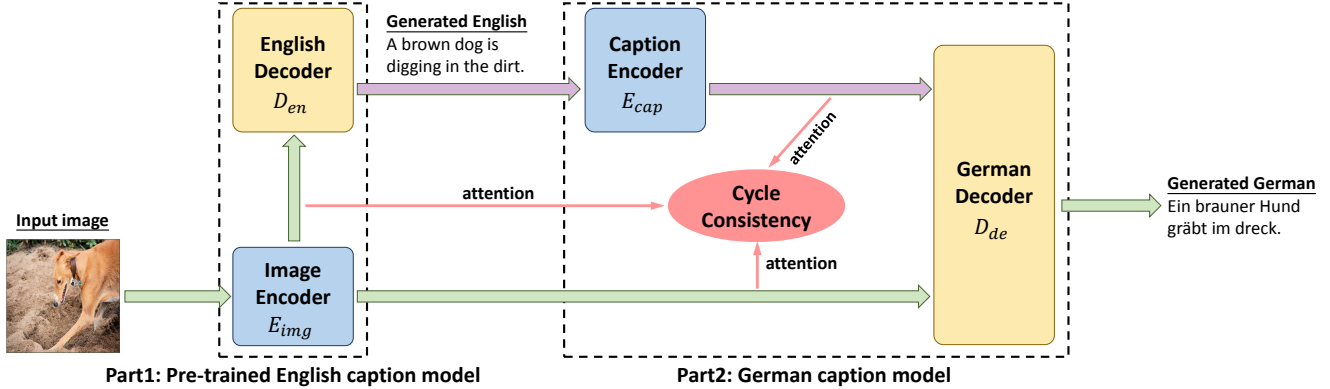 Input image
English
Decoder
D_en
Image
Encoder
E_img
Part1: Pre-trained English caption model
Generated English
A brown dog is
digging in the dirt.
attention
Caption
Encoder
E_cap
attention
Cycle
Consistency
attention
German
Decoder
D_de
Part2: German caption model
Generated German
Ein brauner Hund
gräbt im dreck.